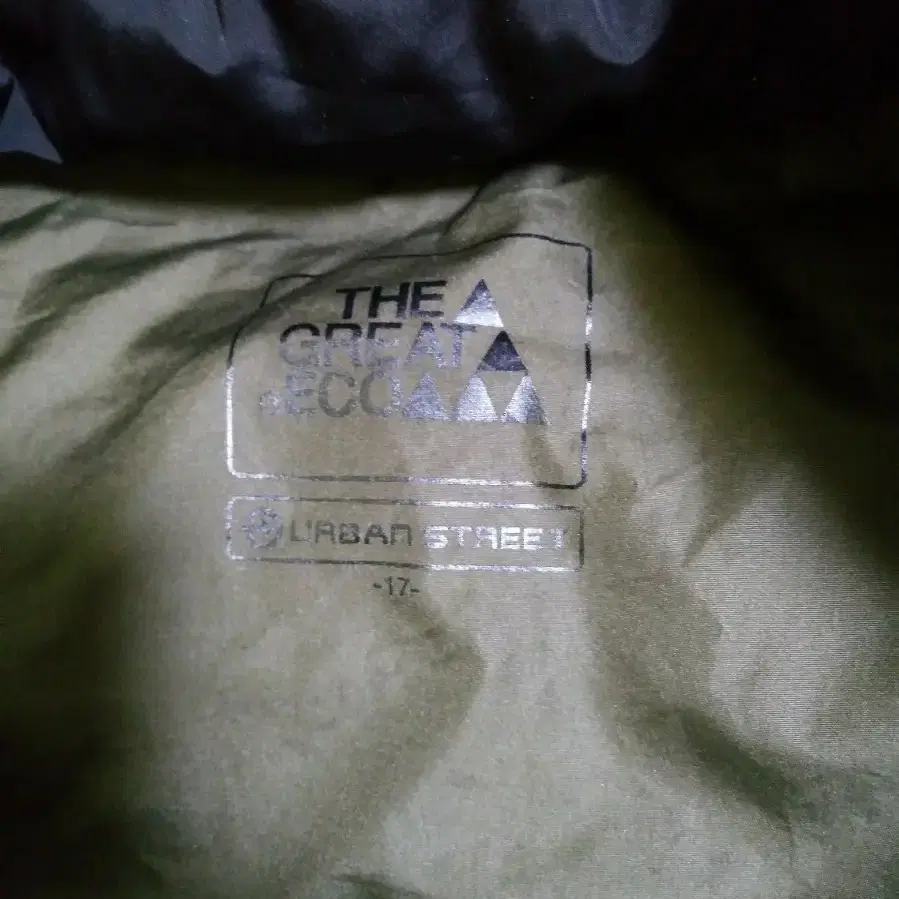 THE
GREAT
ECO
URBAN STREET
-17-